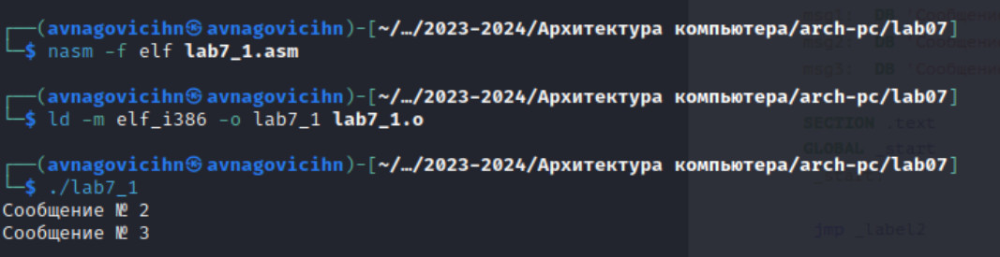 ┌──(avnagovicihn㉿avnagovicihn)-[~/…/2023-2024/Архитектура компьютера/arch-pc/lab07]
└─$ nasm -f elf lab7_1.asm
┌──(avnagovicihn㉿avnagovicihn)-[~/…/2023-2024/Архитектура компьютера/arch-pc/lab07]
└─$ ld -m elf_i386 -o lab7_1 lab7_1.o
┌──(avnagovicihn㉿avnagovicihn)-[~/…/2023-2024/Архитектура компьютера/arch-pc/lab07]
└─$ ./lab7_1
Сообщение № 2
Сообщение № 3
msg1: DB 'Сообщени
msg2: DB 'Сообщени
msg3: DB 'Сообщени
SECTION .text
GLOBAL _start
jmp _label2